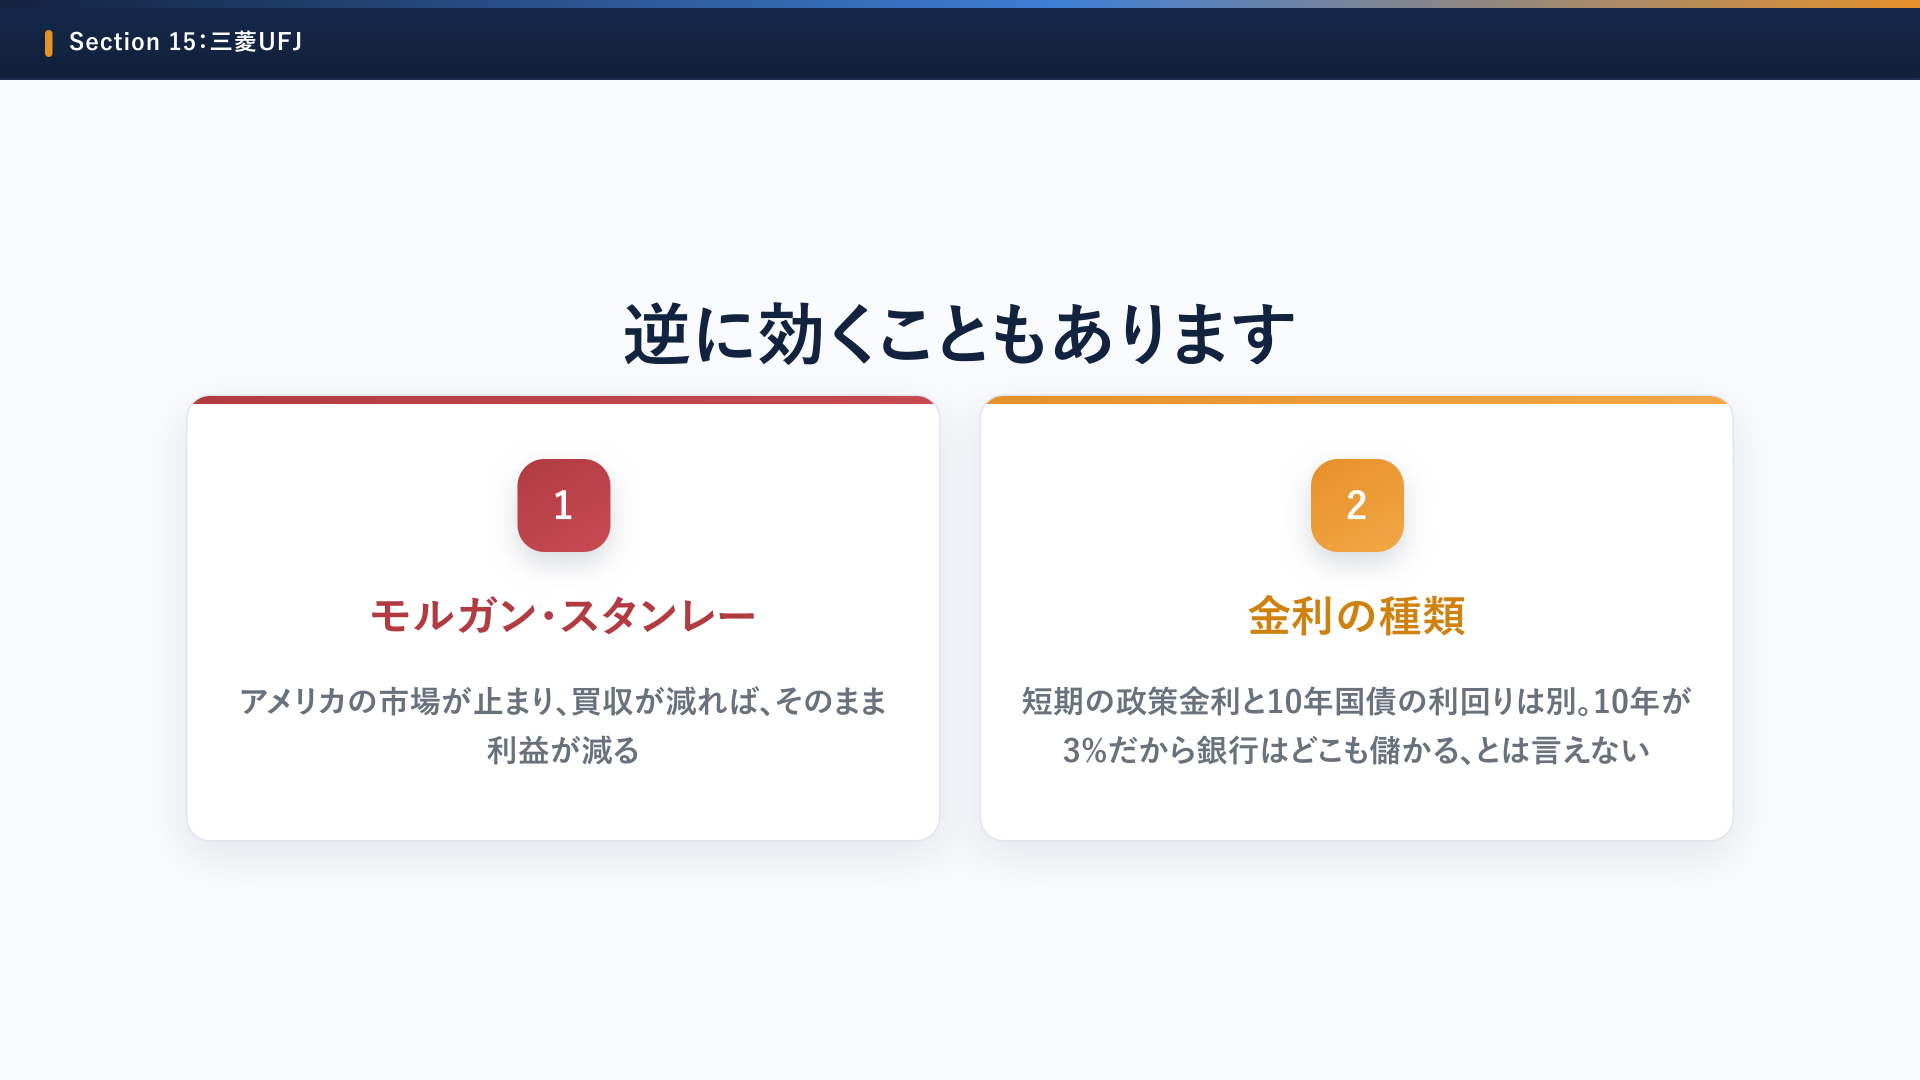 Section 15：三菱UFJ
逆に効くこともあります
1
モルガン・スタンレー
アメリカの市場が止まり、買収が減れば、そのまま
利益が減る
2
金利の種類
短期の政策金利と10年国債の利回りは別。10年が
3%だから銀行はどこも儲かる、とは言えない